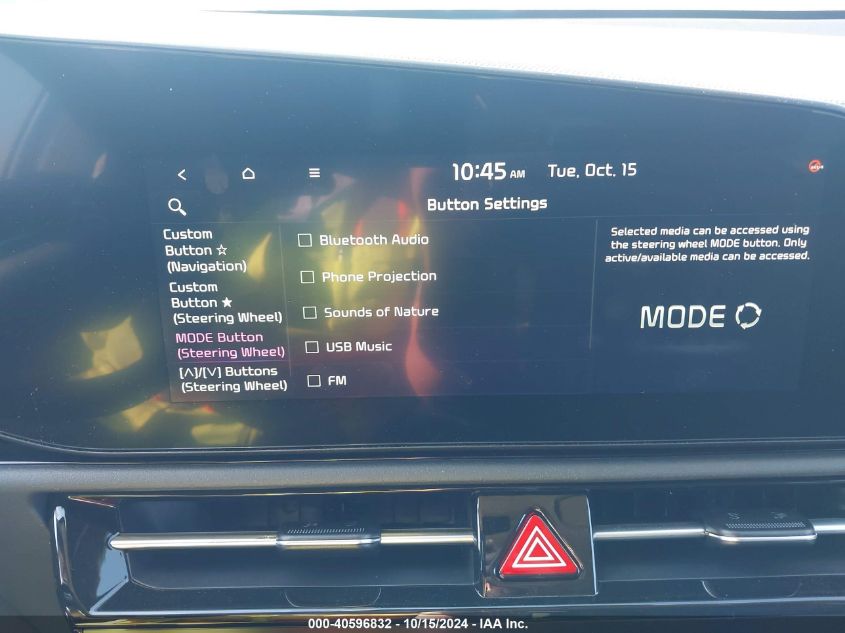 10:45 AM Tue, Oct. 15
Button Settings
Custom
Button ☆
(Navigation)
Custom
Button ★
(Steering Wheel)
MODE Button
(Steering Wheel)
[∧]/[∨] Buttons
(Steering Wheel)
Bluetooth Audio
Phone Projection
Sounds of Nature
USB Music
FM
Selected media can be accessed using
the steering wheel MODE button. Only
active/available media can be accessed.
MODE
000-40596832 - 10/15/2024 - IAA Inc.